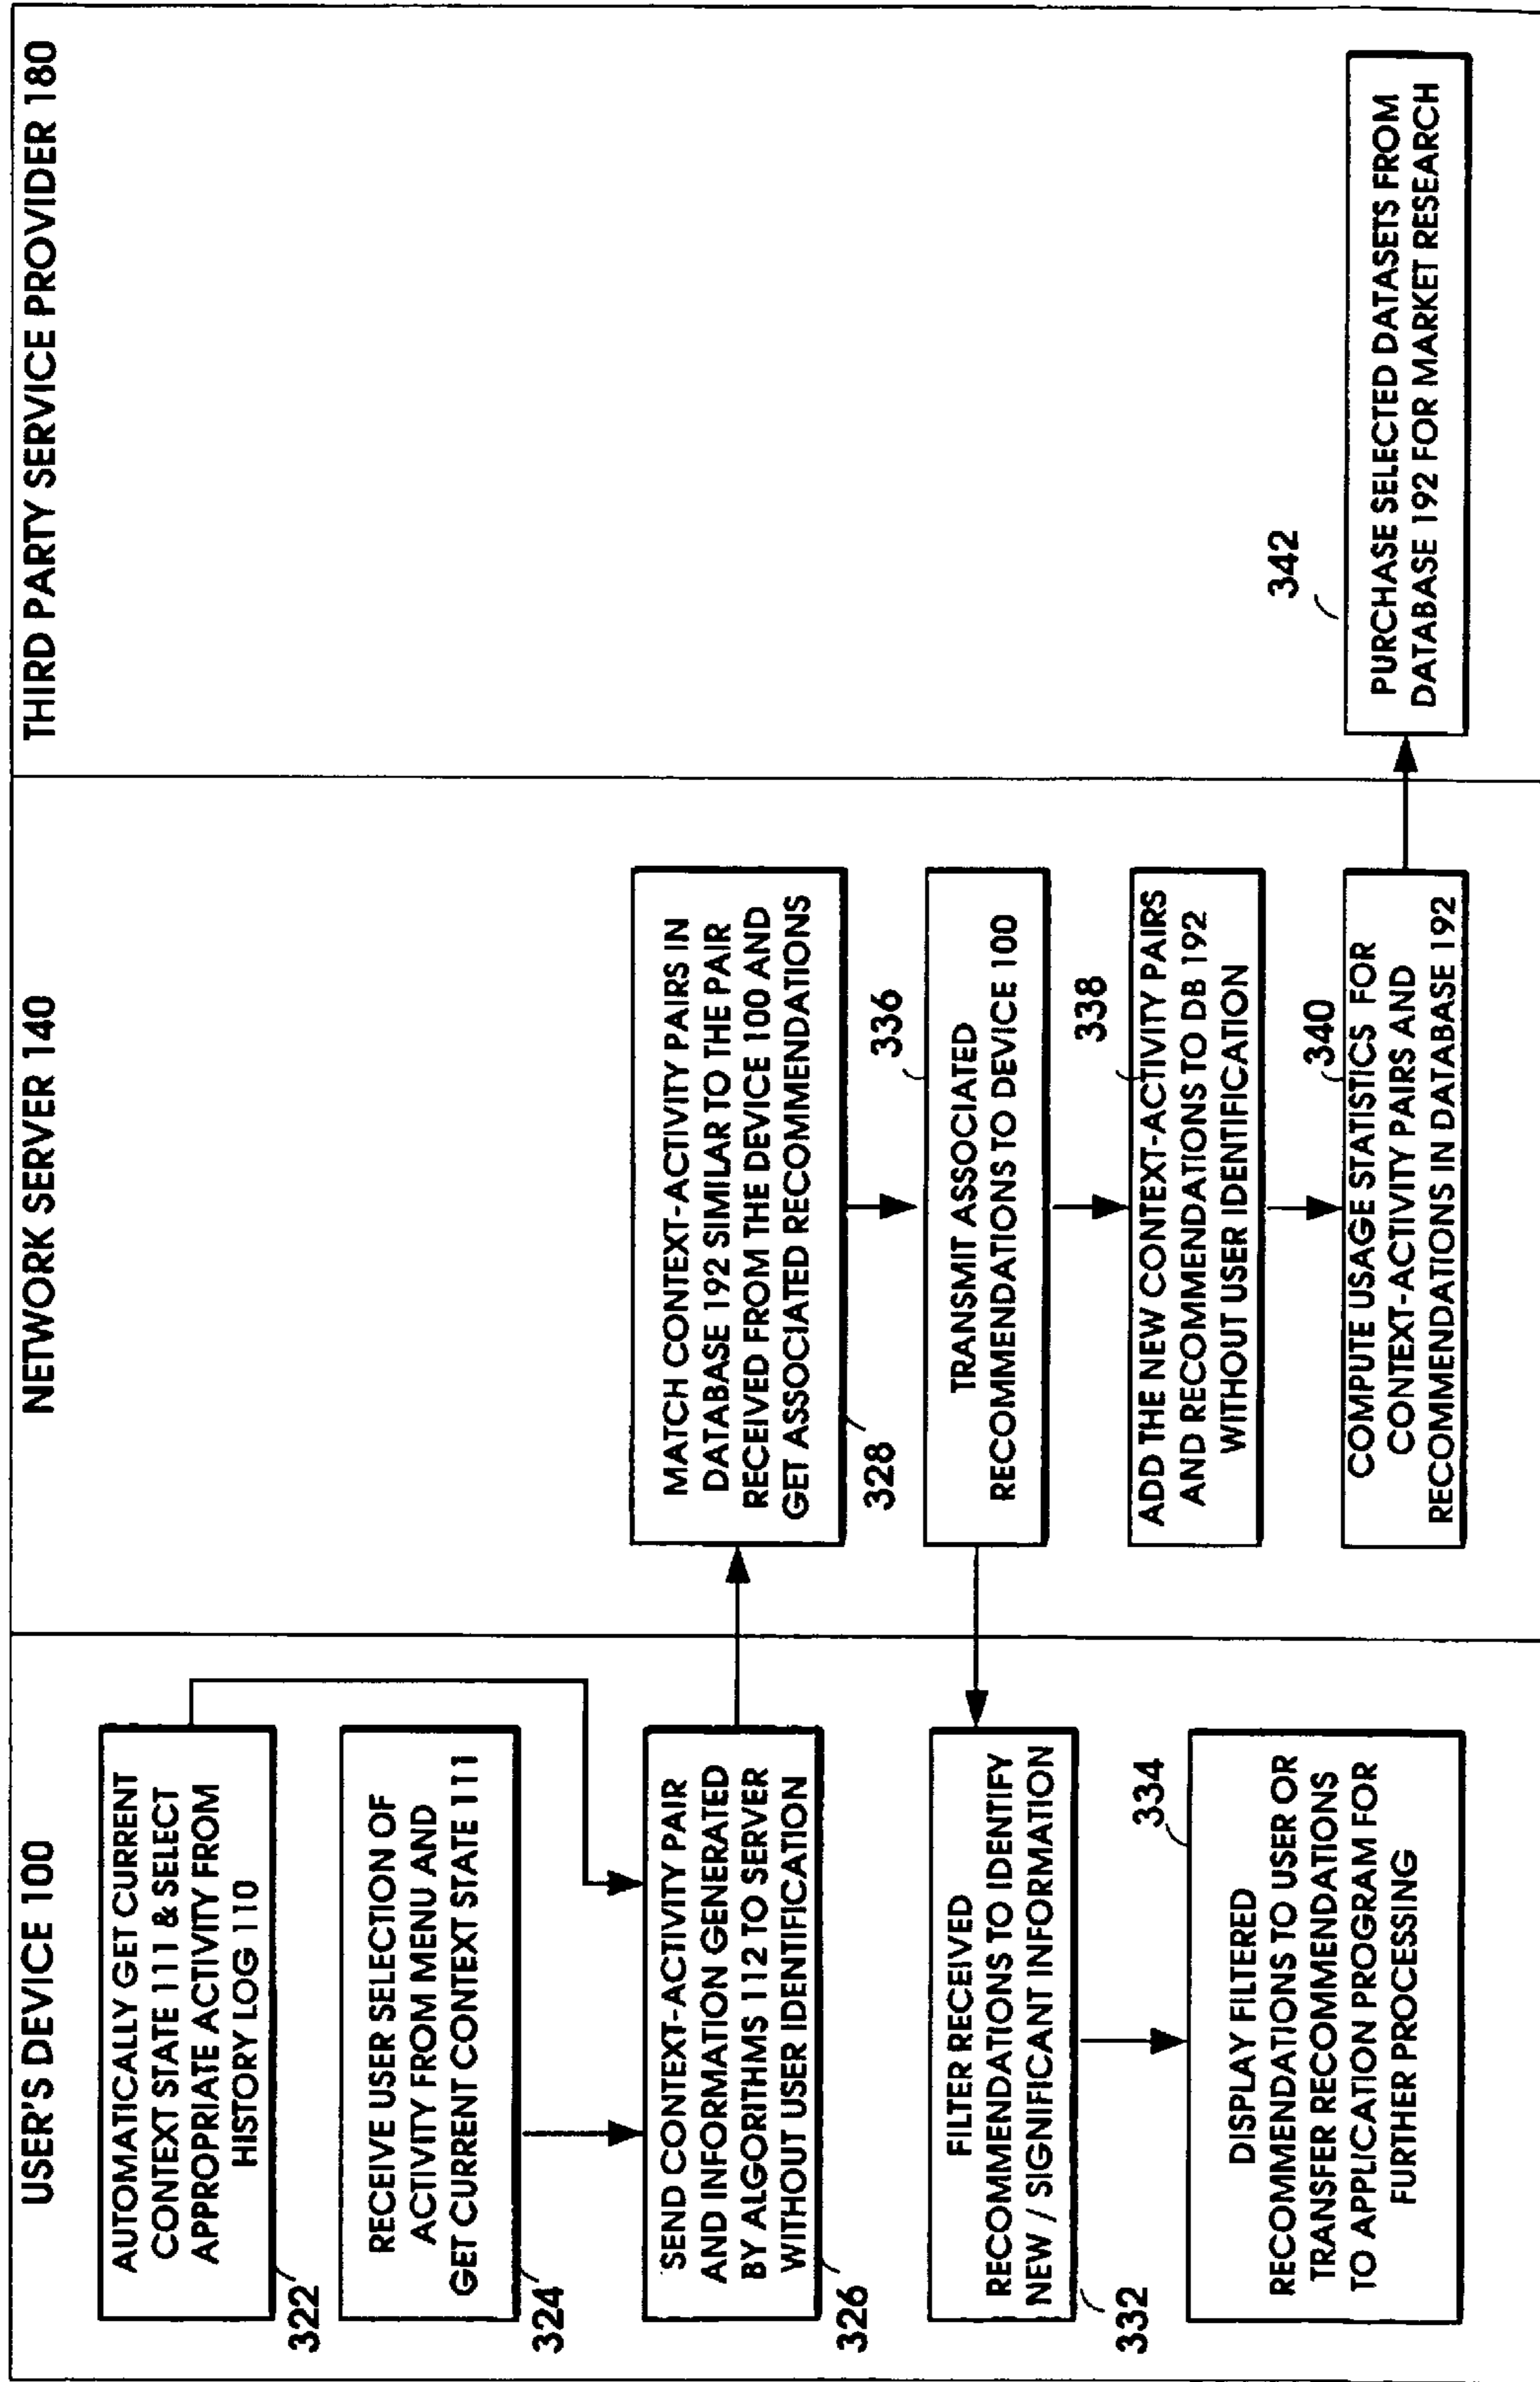 USER'S DEVICE 100
AUTOMATICALLY GET CURRENT
CONTEXT STATE 111 & SELECT
APPROPRIATE ACTIVITY FROM
HISTORY LOG 110
322
RECEIVE USER SELECTION OF
ACTIVITY FROM MENU AND
GET CURRENT CONTEXT STATE 111
324
SEND CONTEXT-ACTIVITY PAIR
AND INFORMATION GENERATED
BY ALGORITHMS 112 TO SERVER
WITHOUT USER IDENTIFICATION
326
FILTER RECEIVED
RECOMMENDATIONS TO IDENTIFY
NEW / SIGNIFICANT INFORMATION
332
334
DISPLAY FILTERED
RECOMMENDATIONS TO USER OR
TRANSFER RECOMMENDATIONS
TO APPLICATION PROGRAM FOR
FURTHER PROCESSING
NETWORK SERVER 140
MATCH CONTEXT-ACTIVITY PAIRS IN
DATABASE 192 SIMILAR TO THE PAIR
RECEIVED FROM THE DEVICE 100 AND
GET ASSOCIATED RECOMMENDATIONS
328
336
TRANSMIT ASSOCIATED
RECOMMENDATIONS TO DEVICE 100
338
ADD THE NEW CONTEXT-ACTIVITY PAIRS
AND RECOMMENDATIONS TO DB 192
WITHOUT USER IDENTIFICATION
340
COMPUTE USAGE STATISTICS FOR
CONTEXT-ACTIVITY PAIRS AND
RECOMMENDATIONS IN DATABASE 192
THIRD PARTY SERVICE PROVIDER 180
342
PURCHASE SELECTED DATASETS FROM
DATABASE 192 FOR MARKET RESEARCH